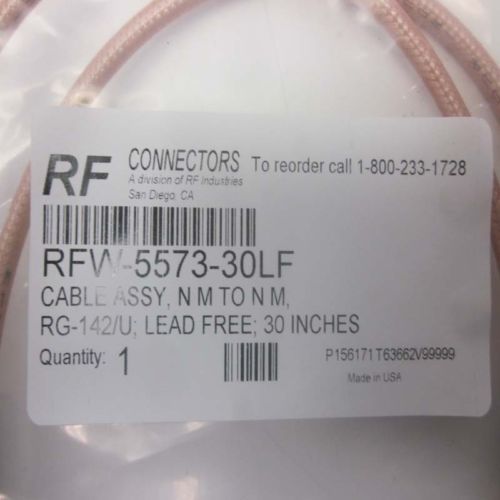 RF CONNECTORS To reorder call 1-800-233-1728
A division of RF Industries
San Diego, CA
RFW-5573-30LF
CABLE ASSY, N M TO N M,
RG-142/U; LEAD FREE; 30 INCHES
Quantity: 1 P156171 T63662V99999
Made in USA